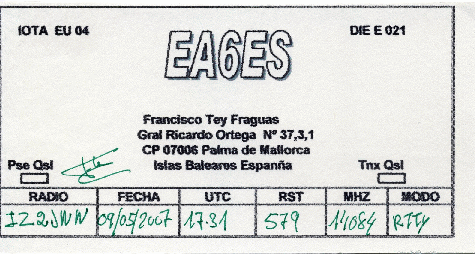 IOTA EU 04 DIE E 021
EA6ES
Francisco Tey Fraguas
Gral Ricardo Ortega Nº 37,3,1
CP 07006 Palma de Mallorca
Islas Baleares Espanña
Pse Qsl Tnx Qsl
RADIO FECHA UTC RST MHZ MODO
IZ2JNN 09/05/2007 17.31 579 14084 RTTY